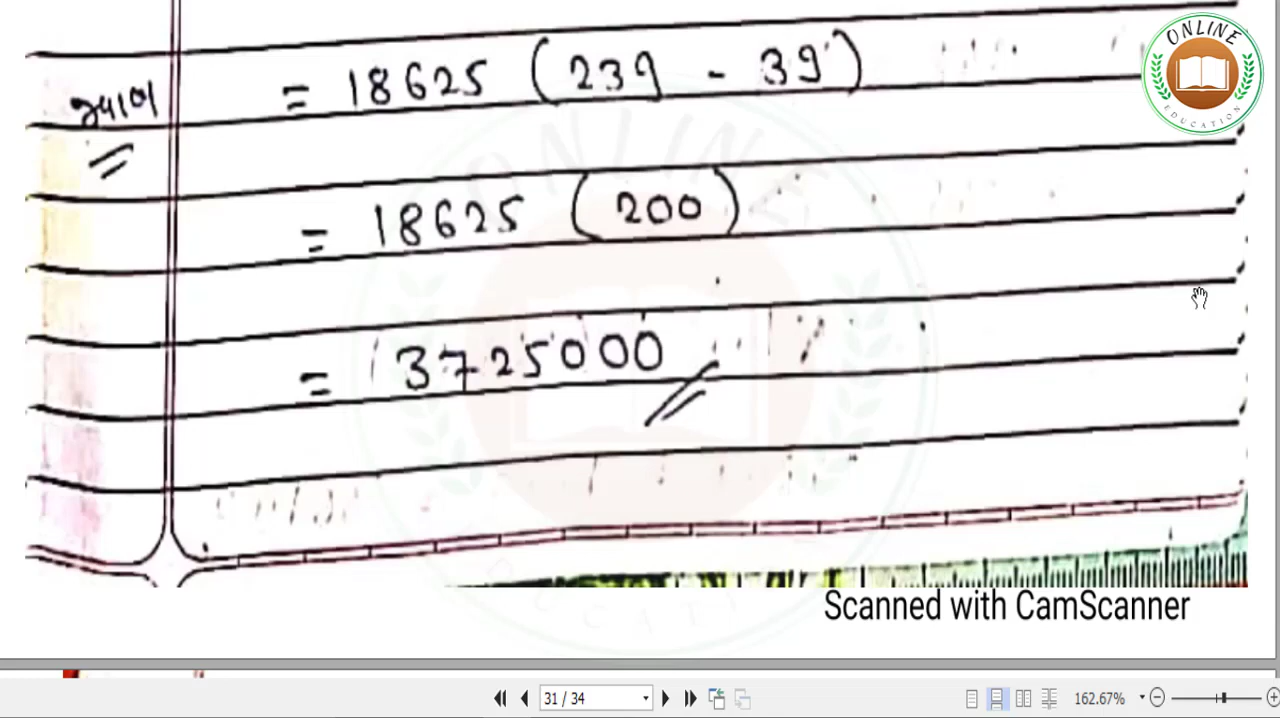 ONLINE
EDUCATION
= 18625 (239 - 39)
= 18625 (200)
= 3725000
Scanned with CamScanner
31 / 34
162.67%